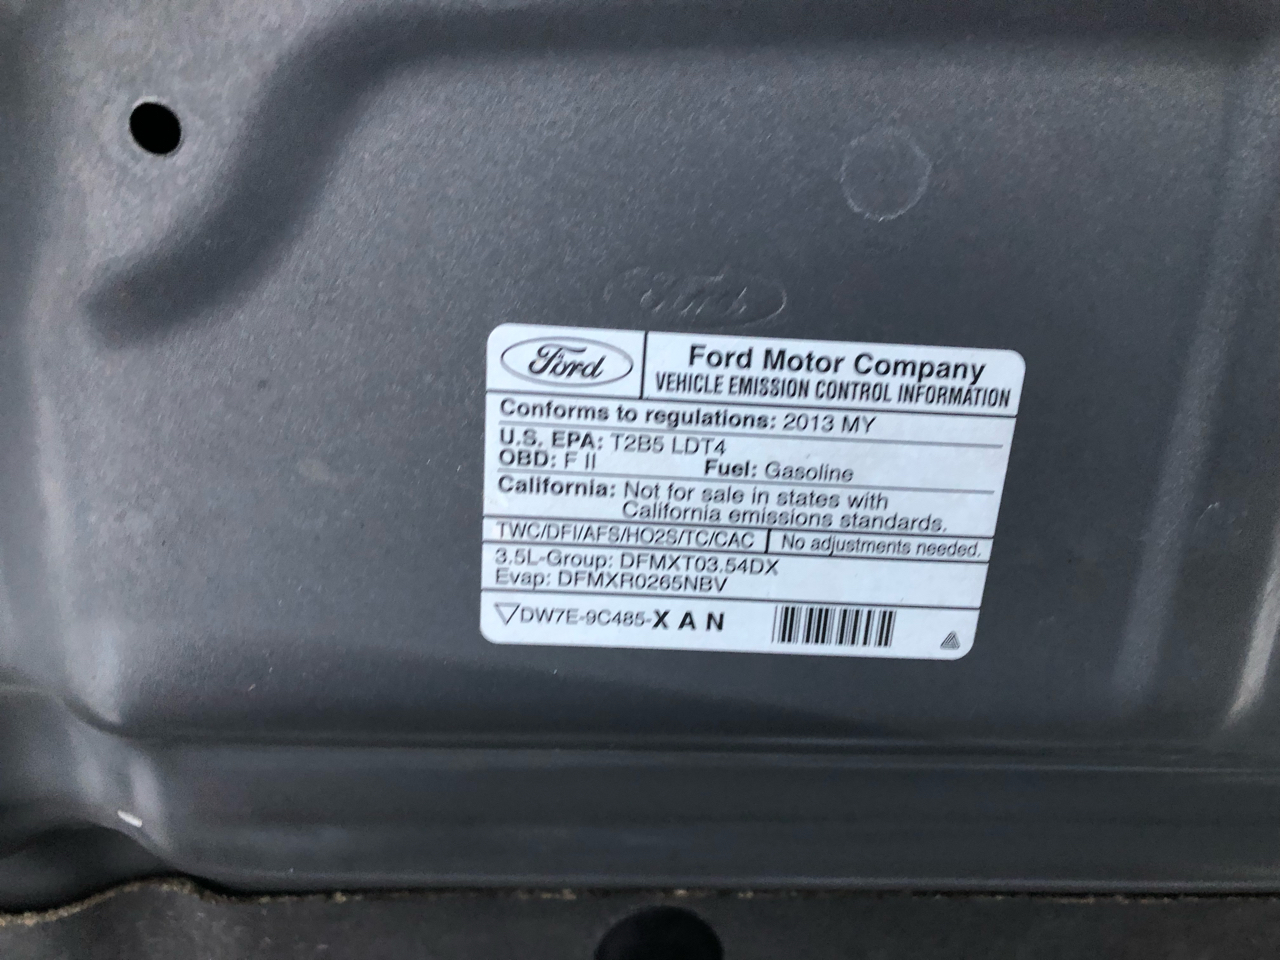 Ford
Ford
Ford Motor Company
VEHICLE EMISSION CONTROL INFORMATION
Conforms to regulations: 2013 MY
U.S. EPA: T2B5 LDT4
OBD: F II Fuel: Gasoline
California: Not for sale in states with
California emissions standards.
TWC/DFI/AFS/HO2S/TC/CAC No adjustments needed.
3.5L-Group: DFMXT03.54DX
Evap: DFMXR0265NBV
DW7E-9C485-X A N